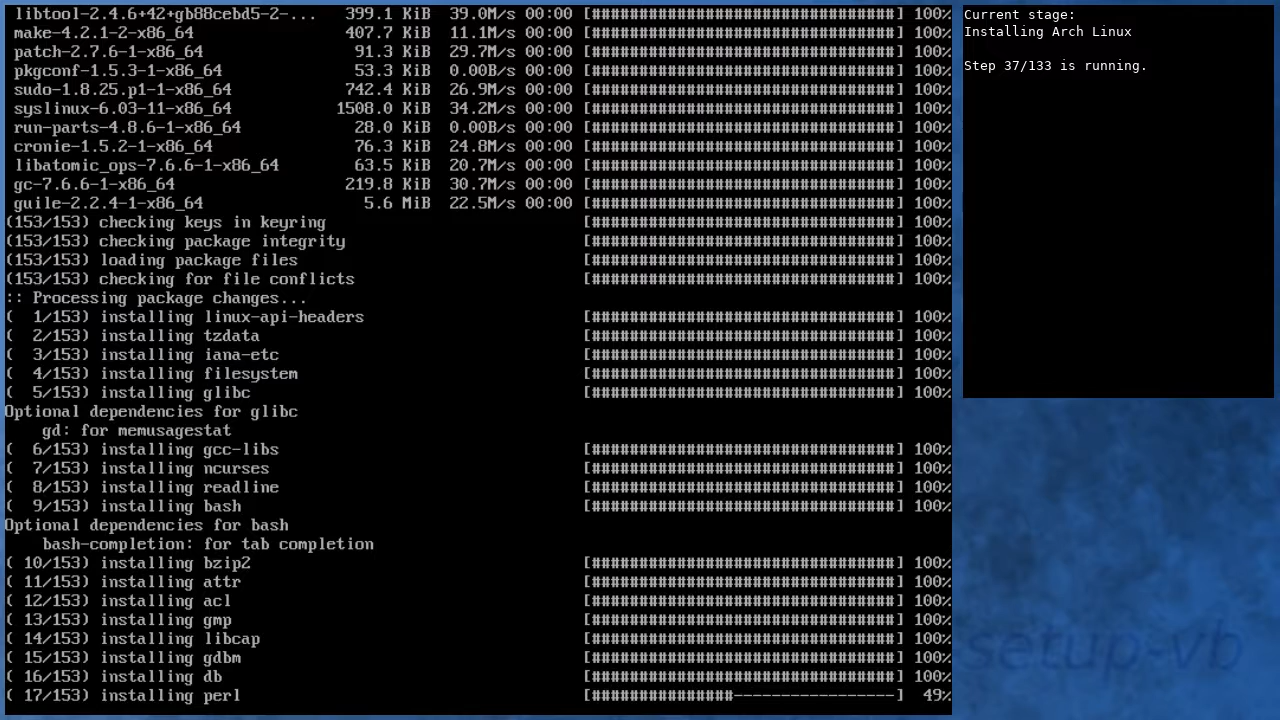 libtool-2.4.6+42+gb88cebd5-2-... 399.1 KiB 39.0M/s 00:00 [################################] 100%
make-4.2.1-2-x86_64 407.7 KiB 11.1M/s 00:00 [################################] 100%
patch-2.7.6-1-x86_64 91.3 KiB 29.7M/s 00:00 [################################] 100%
pkgconf-1.5.3-1-x86_64 53.3 KiB 0.00B/s 00:00 [################################] 100%
sudo-1.8.25.p1-1-x86_64 742.4 KiB 26.9M/s 00:00 [################################] 100%
syslinux-6.03-11-x86_64 1508.0 KiB 34.2M/s 00:00 [################################] 100%
run-parts-4.8.6-1-x86_64 28.0 KiB 0.00B/s 00:00 [################################] 100%
cronie-1.5.2-1-x86_64 76.3 KiB 24.8M/s 00:00 [################################] 100%
libatomic_ops-7.6.6-1-x86_64 63.5 KiB 20.7M/s 00:00 [################################] 100%
gc-7.6.6-1-x86_64 219.8 KiB 30.7M/s 00:00 [################################] 100%
guile-2.2.4-1-x86_64 5.6 MiB 22.5M/s 00:00 [################################] 100%
(153/153) checking keys in keyring [################################] 100%
(153/153) checking package integrity [################################] 100%
(153/153) loading package files [################################] 100%
(153/153) checking for file conflicts [################################] 100%
:: Processing package changes...
( 1/153) installing linux-api-headers [################################] 100%
( 2/153) installing tzdata [################################] 100%
( 3/153) installing iana-etc [################################] 100%
( 4/153) installing filesystem [################################] 100%
( 5/153) installing glibc [################################] 100%
Optional dependencies for glibc
gd: for memusagestat
( 6/153) installing gcc-libs [################################] 100%
( 7/153) installing ncurses [################################] 100%
( 8/153) installing readline [################################] 100%
( 9/153) installing bash [################################] 100%
Optional dependencies for bash
bash-completion: for tab completion
( 10/153) installing bzip2 [################################] 100%
( 11/153) installing attr [################################] 100%
( 12/153) installing acl [################################] 100%
( 13/153) installing gmp [################################] 100%
( 14/153) installing libcap [################################] 100%
( 15/153) installing gdbm [################################] 100%
( 16/153) installing db [################################] 100%
( 17/153) installing perl [###############-----------------] 49%
Current stage:
Installing Arch Linux
Step 37/133 is running.
setup-vb